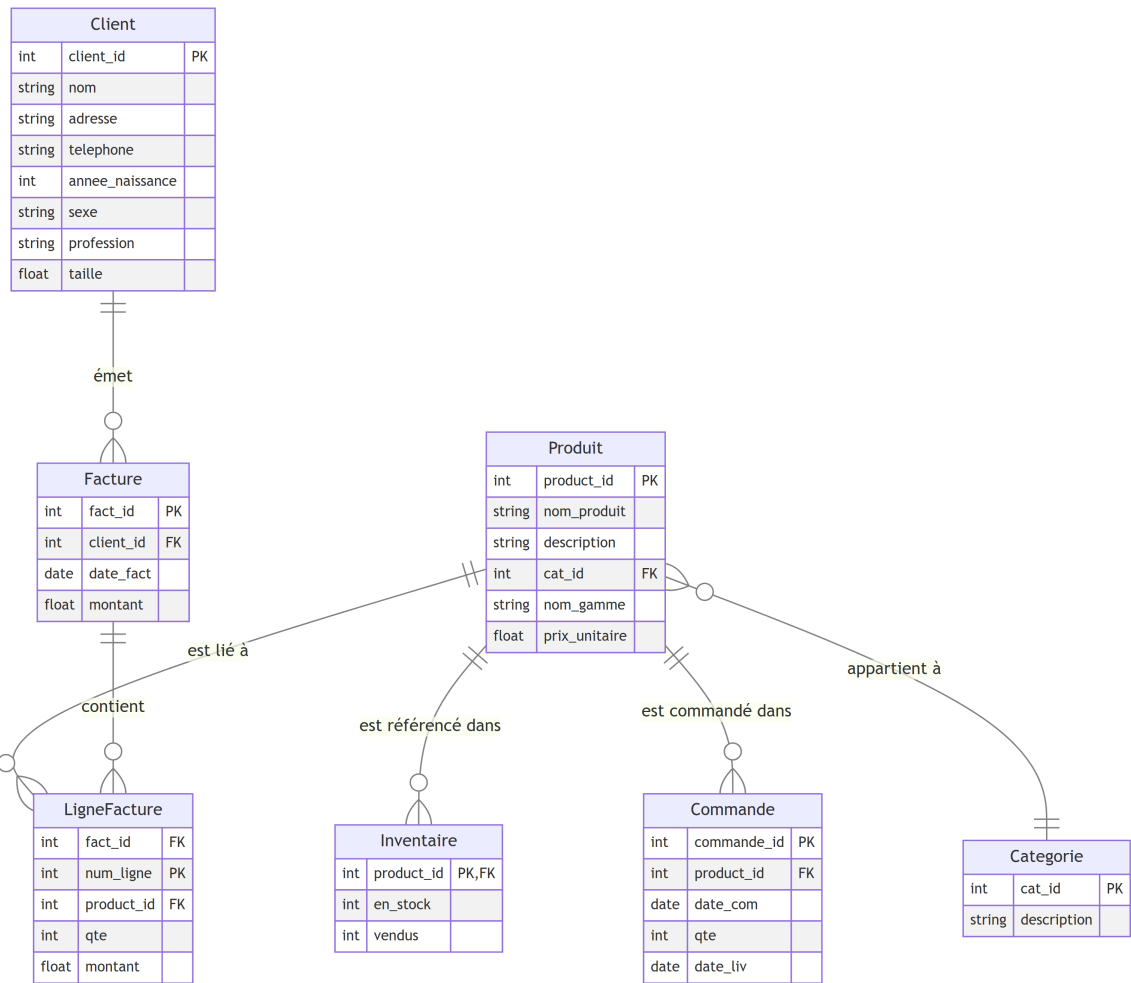 Client
int client_id PK
string nom
string adresse
string telephone
int annee_naissance
string sexe
string profession
float taille
émet
Facture
int fact_id PK
int client_id FK
date date_fact
float montant
Produit
int product_id PK
string nom_produit
string description
int cat_id FK
string nom_gamme
float prix_unitaire
est lié à
contient
est référencé dans
est commandé dans
appartient à
LigneFacture
int fact_id FK
int num_ligne PK
int product_id FK
int qte
float montant
Inventaire
int product_id PK,FK
int en_stock
int vendus
Commande
int commande_id PK
int product_id FK
date date_com
int qte
date date_liv
Categorie
int cat_id PK
string description